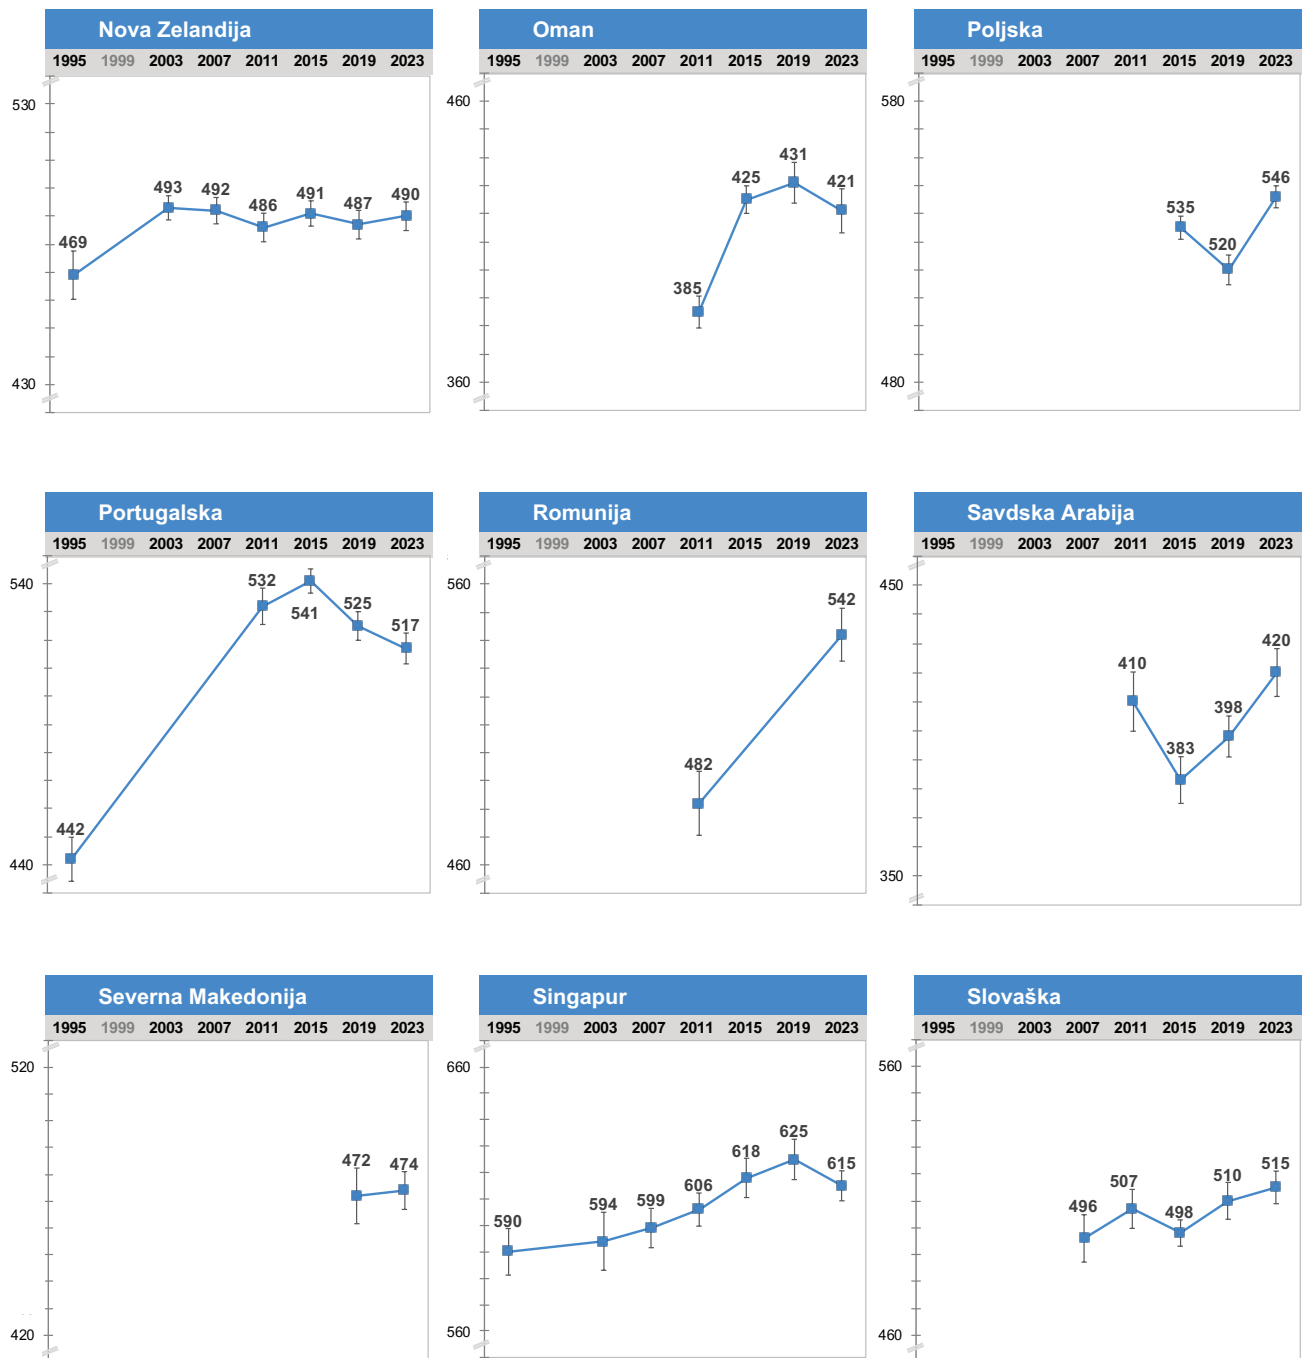 Nova Zelandija
1995 1999 2003 2007 2011 2015 2019 2023
530
493 492 486 491 487 490
469
430
Oman
1995 1999 2003 2007 2011 2015 2019 2023
460
431
425 421
385
360
Poljska
1995 1999 2003 2007 2011 2015 2019 2023
580
546
535
520
480
Portugalska
1995 1999 2003 2007 2011 2015 2019 2023
540
532
541 525
517
442
440
Romunija
1995 1999 2003 2007 2011 2015 2019 2023
560
542
482
460
Savdska Arabija
1995 1999 2003 2007 2011 2015 2019 2023
450
420
410
398
383
350
Severna Makedonija
1995 1999 2003 2007 2011 2015 2019 2023
520
472 474
420
Singapur
1995 1999 2003 2007 2011 2015 2019 2023
660
625
618 615
606
590 594 599
560
Slovaška
1995 1999 2003 2007 2011 2015 2019 2023
560
515
507 510
496 498
460